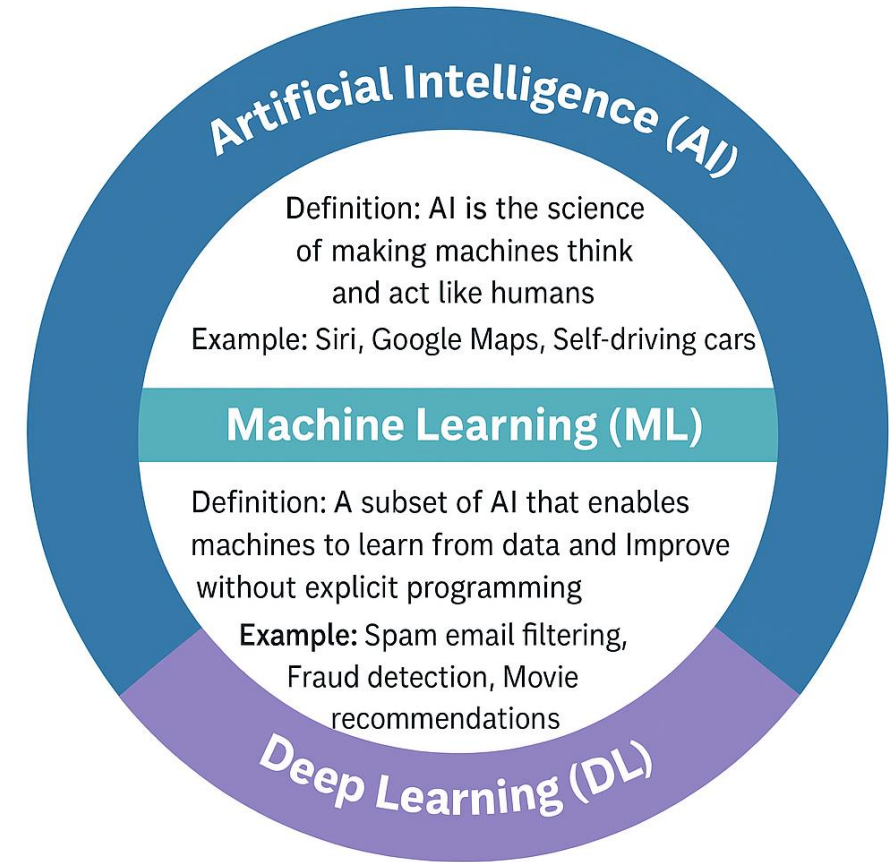 Artificial Intelligence (AI)
Definition: AI is the science
of making machines think
and act like humans
Example: Siri, Google Maps, Self-driving cars
Machine Learning (ML)
Definition: A subset of AI that enables
machines to learn from data and Improve
without explicit programming
Example: Spam email filtering,
Fraud detection, Movie
recommendations
Deep Learning (DL)